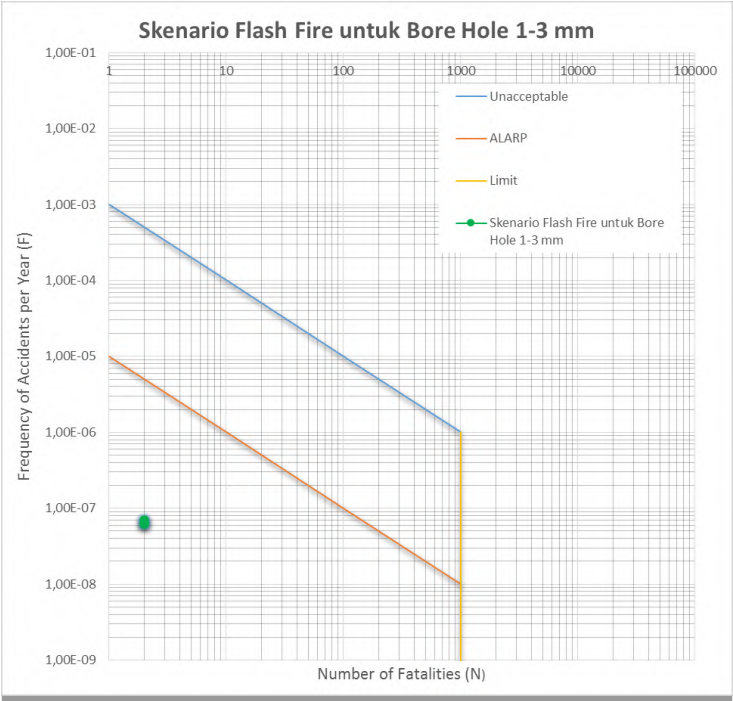 Skenario Flash Fire untuk Bore Hole 1-3 mm
1,00E-01
1 10 100 1000 10000 100000
Unacceptable
1,00E-02
ALARP
Limit
1,00E-03
Skenario Flash Fire untuk Bore
Hole 1-3 mm
1,00E-04
1,00E-05
1,00E-06
1,00E-07
1,00E-08
1,00E-09
Frequency of Accidents per Year (F)
Number of Fatalities (N)